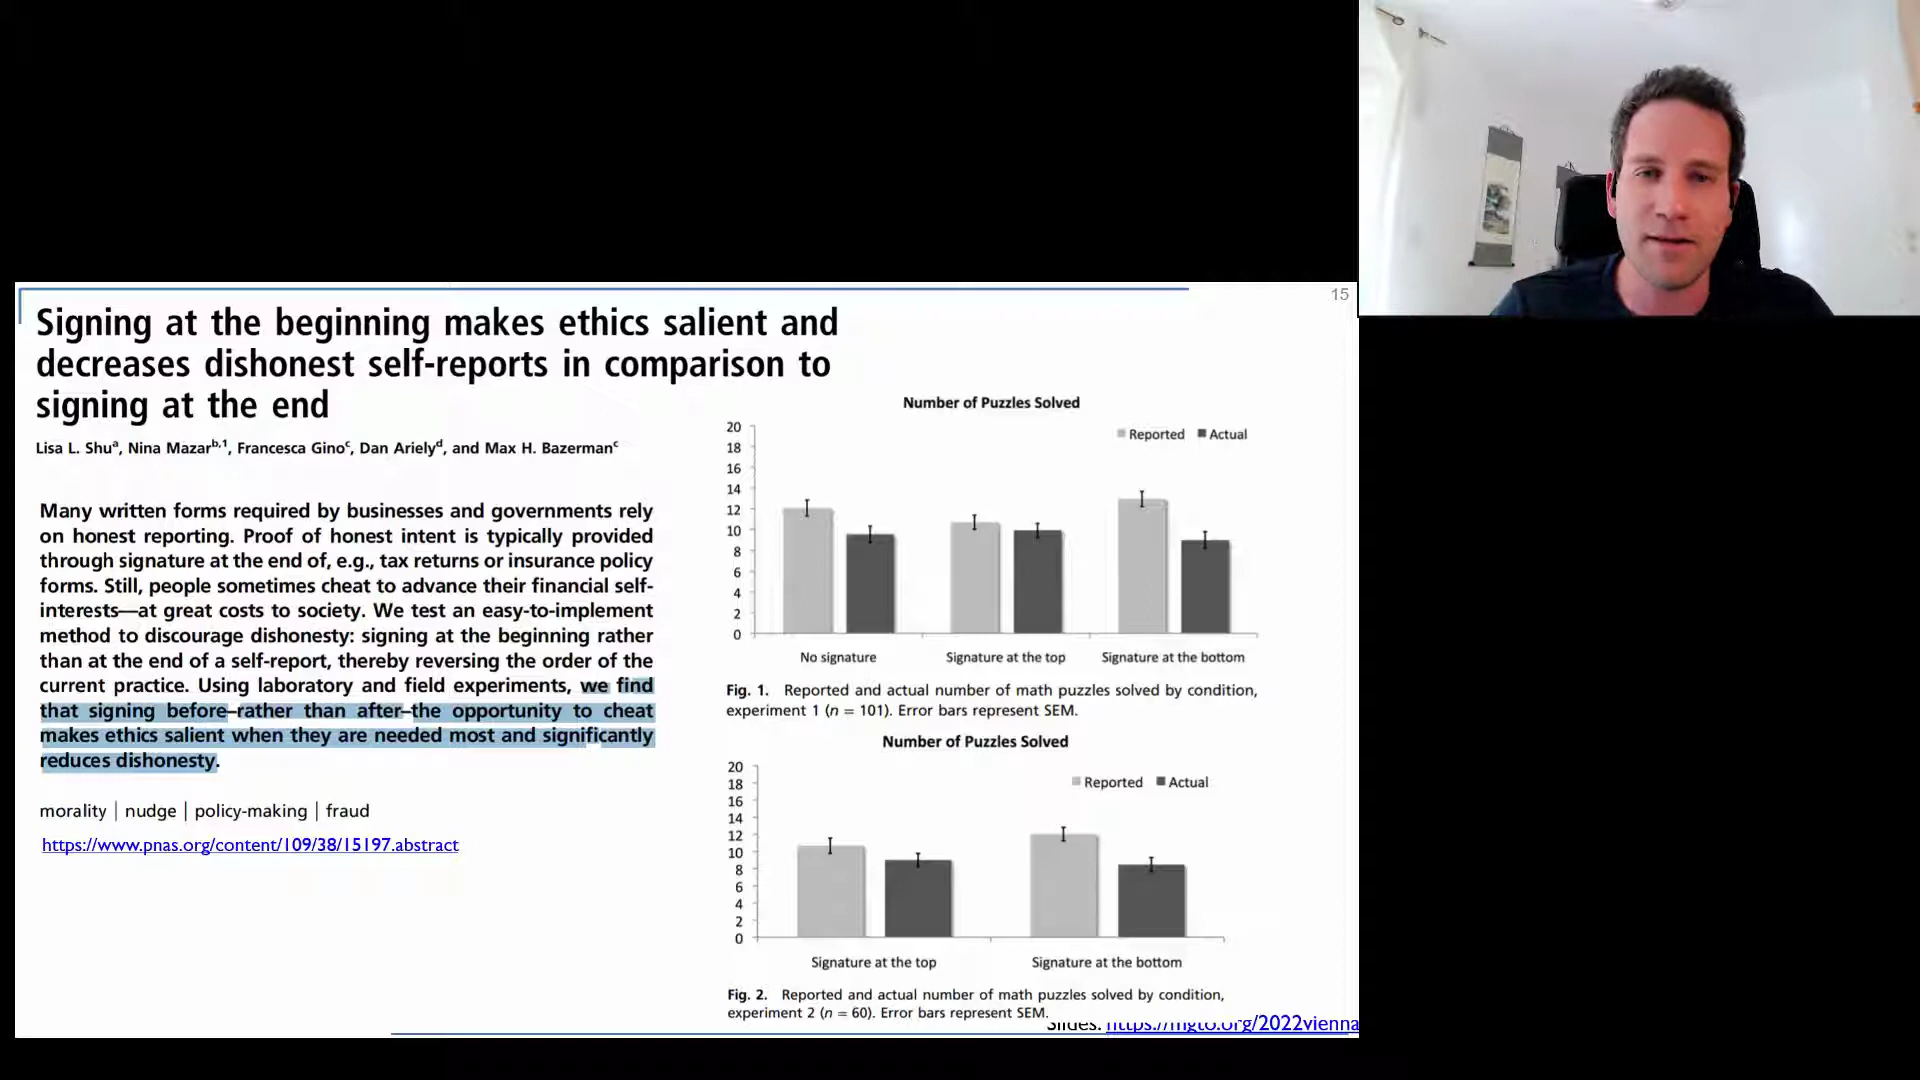 15
Signing at the beginning makes ethics salient and
decreases dishonest self-reports in comparison to
signing at the end
Lisa L. Shuᵃ, Nina Mazarᵇ,¹, Francesca Ginoᶜ, Dan Arielyᵈ, and Max H. Bazermanᶜ
Many written forms required by businesses and governments rely
on honest reporting. Proof of honest intent is typically provided
through signature at the end of, e.g., tax returns or insurance policy
forms. Still, people sometimes cheat to advance their financial self-
interests—at great costs to society. We test an easy-to-implement
method to discourage dishonesty: signing at the beginning rather
than at the end of a self-report, thereby reversing the order of the
current practice. Using laboratory and field experiments, we find
that signing before–rather than after–the opportunity to cheat
makes ethics salient when they are needed most and significantly
reduces dishonesty.
morality | nudge | policy-making | fraud
https://www.pnas.org/content/109/38/15197.abstract
Number of Puzzles Solved
Reported Actual
20
18
16
14
12
10
8
6
4
2
0
No signature Signature at the top Signature at the bottom
Fig. 1. Reported and actual number of math puzzles solved by condition,
experiment 1 (n = 101). Error bars represent SEM.
Number of Puzzles Solved
Reported Actual
20
18
16
14
12
10
8
6
4
2
0
Signature at the top Signature at the bottom
Fig. 2. Reported and actual number of math puzzles solved by condition,
experiment 2 (n = 60). Error bars represent SEM.
Slides: https://mgto.org/2022vienna